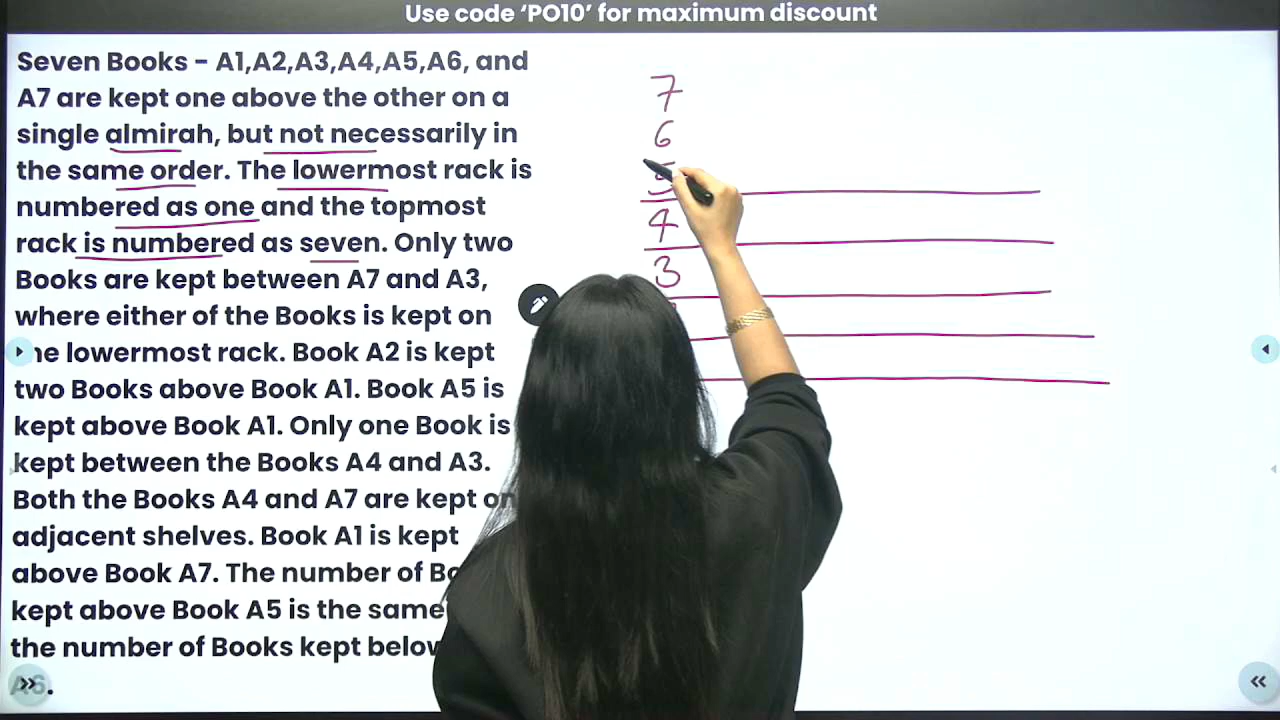 Use code ‘PO10’ for maximum discount
Seven Books - A1,A2,A3,A4,A5,A6, and
A7 are kept one above the other on a
single almirah, but not necessarily in
the same order. The lowermost rack is
numbered as one and the topmost
rack is numbered as seven. Only two
Books are kept between A7 and A3,
where either of the Books is kept on
lowermost rack. Book A2 is kept
two Books above Book A1. Book A5 is
kept above Book A1. Only one Book is
kept between the Books A4 and A3.
Both the Books A4 and A7 are kept on
adjacent shelves. Book A1 is kept
above Book A7. The number of
kept above Book A5 is the same
the number of Books kept below
A6.
7
6
4
3